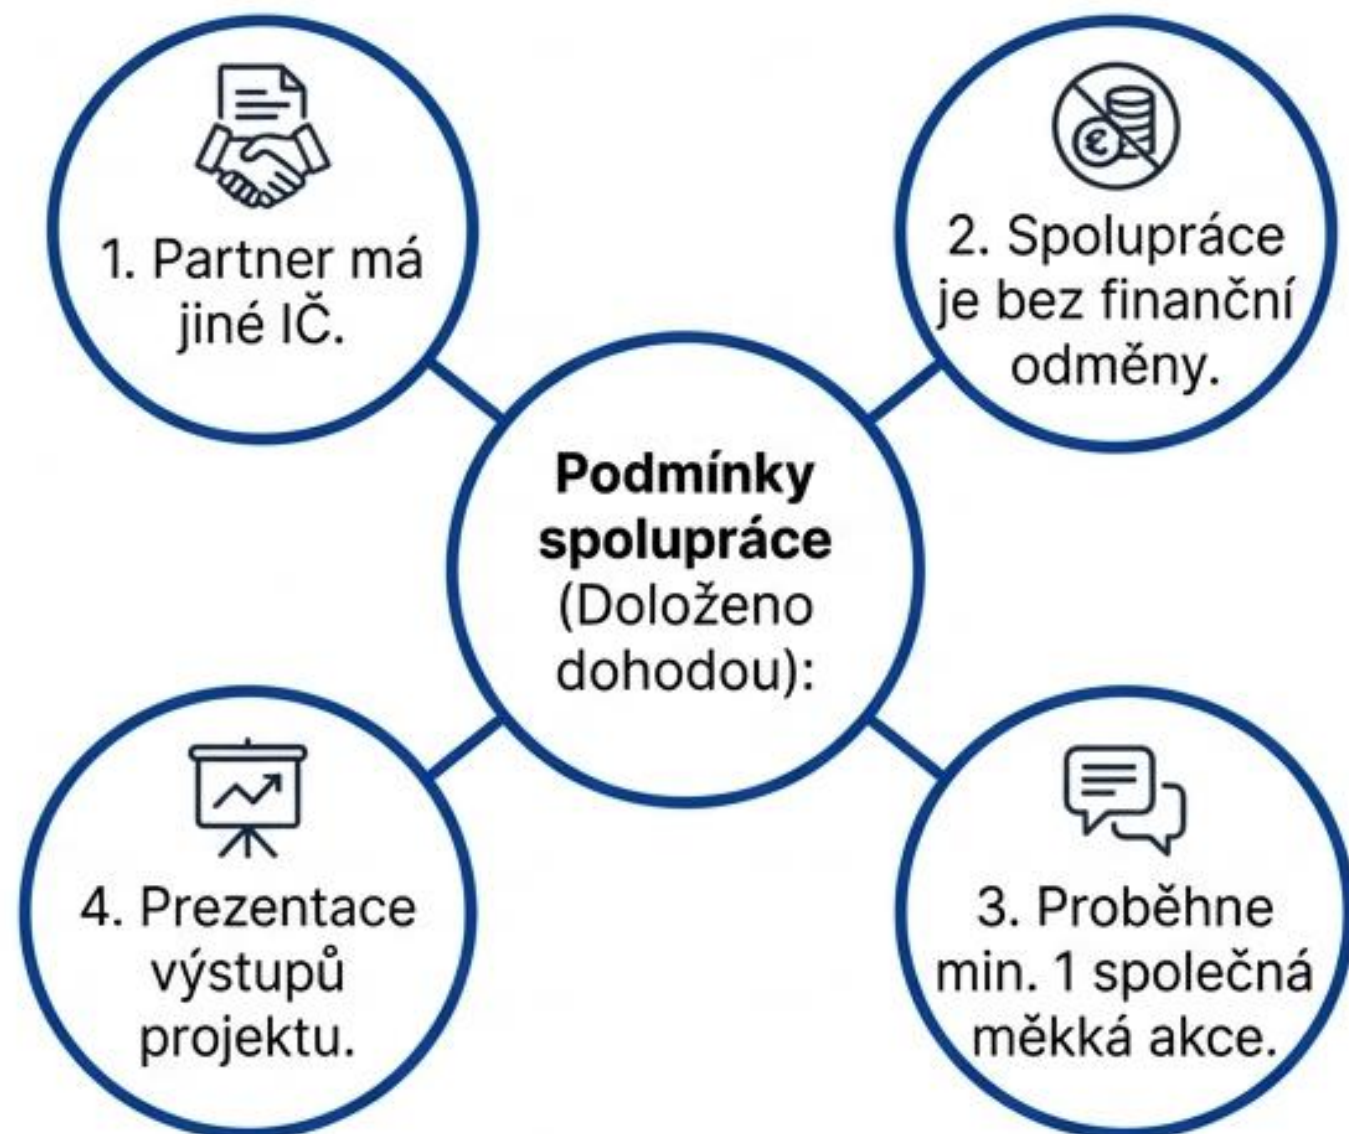 1. Partner má
jiné IČ.
2. Spolupráce
je bez finanční
odměny.
Podmínky
spolupráce
(Doloženo
dohodou):
4. Prezentace
výstupů
projektu.
3. Proběhne
min. 1 společná
měkká akce.